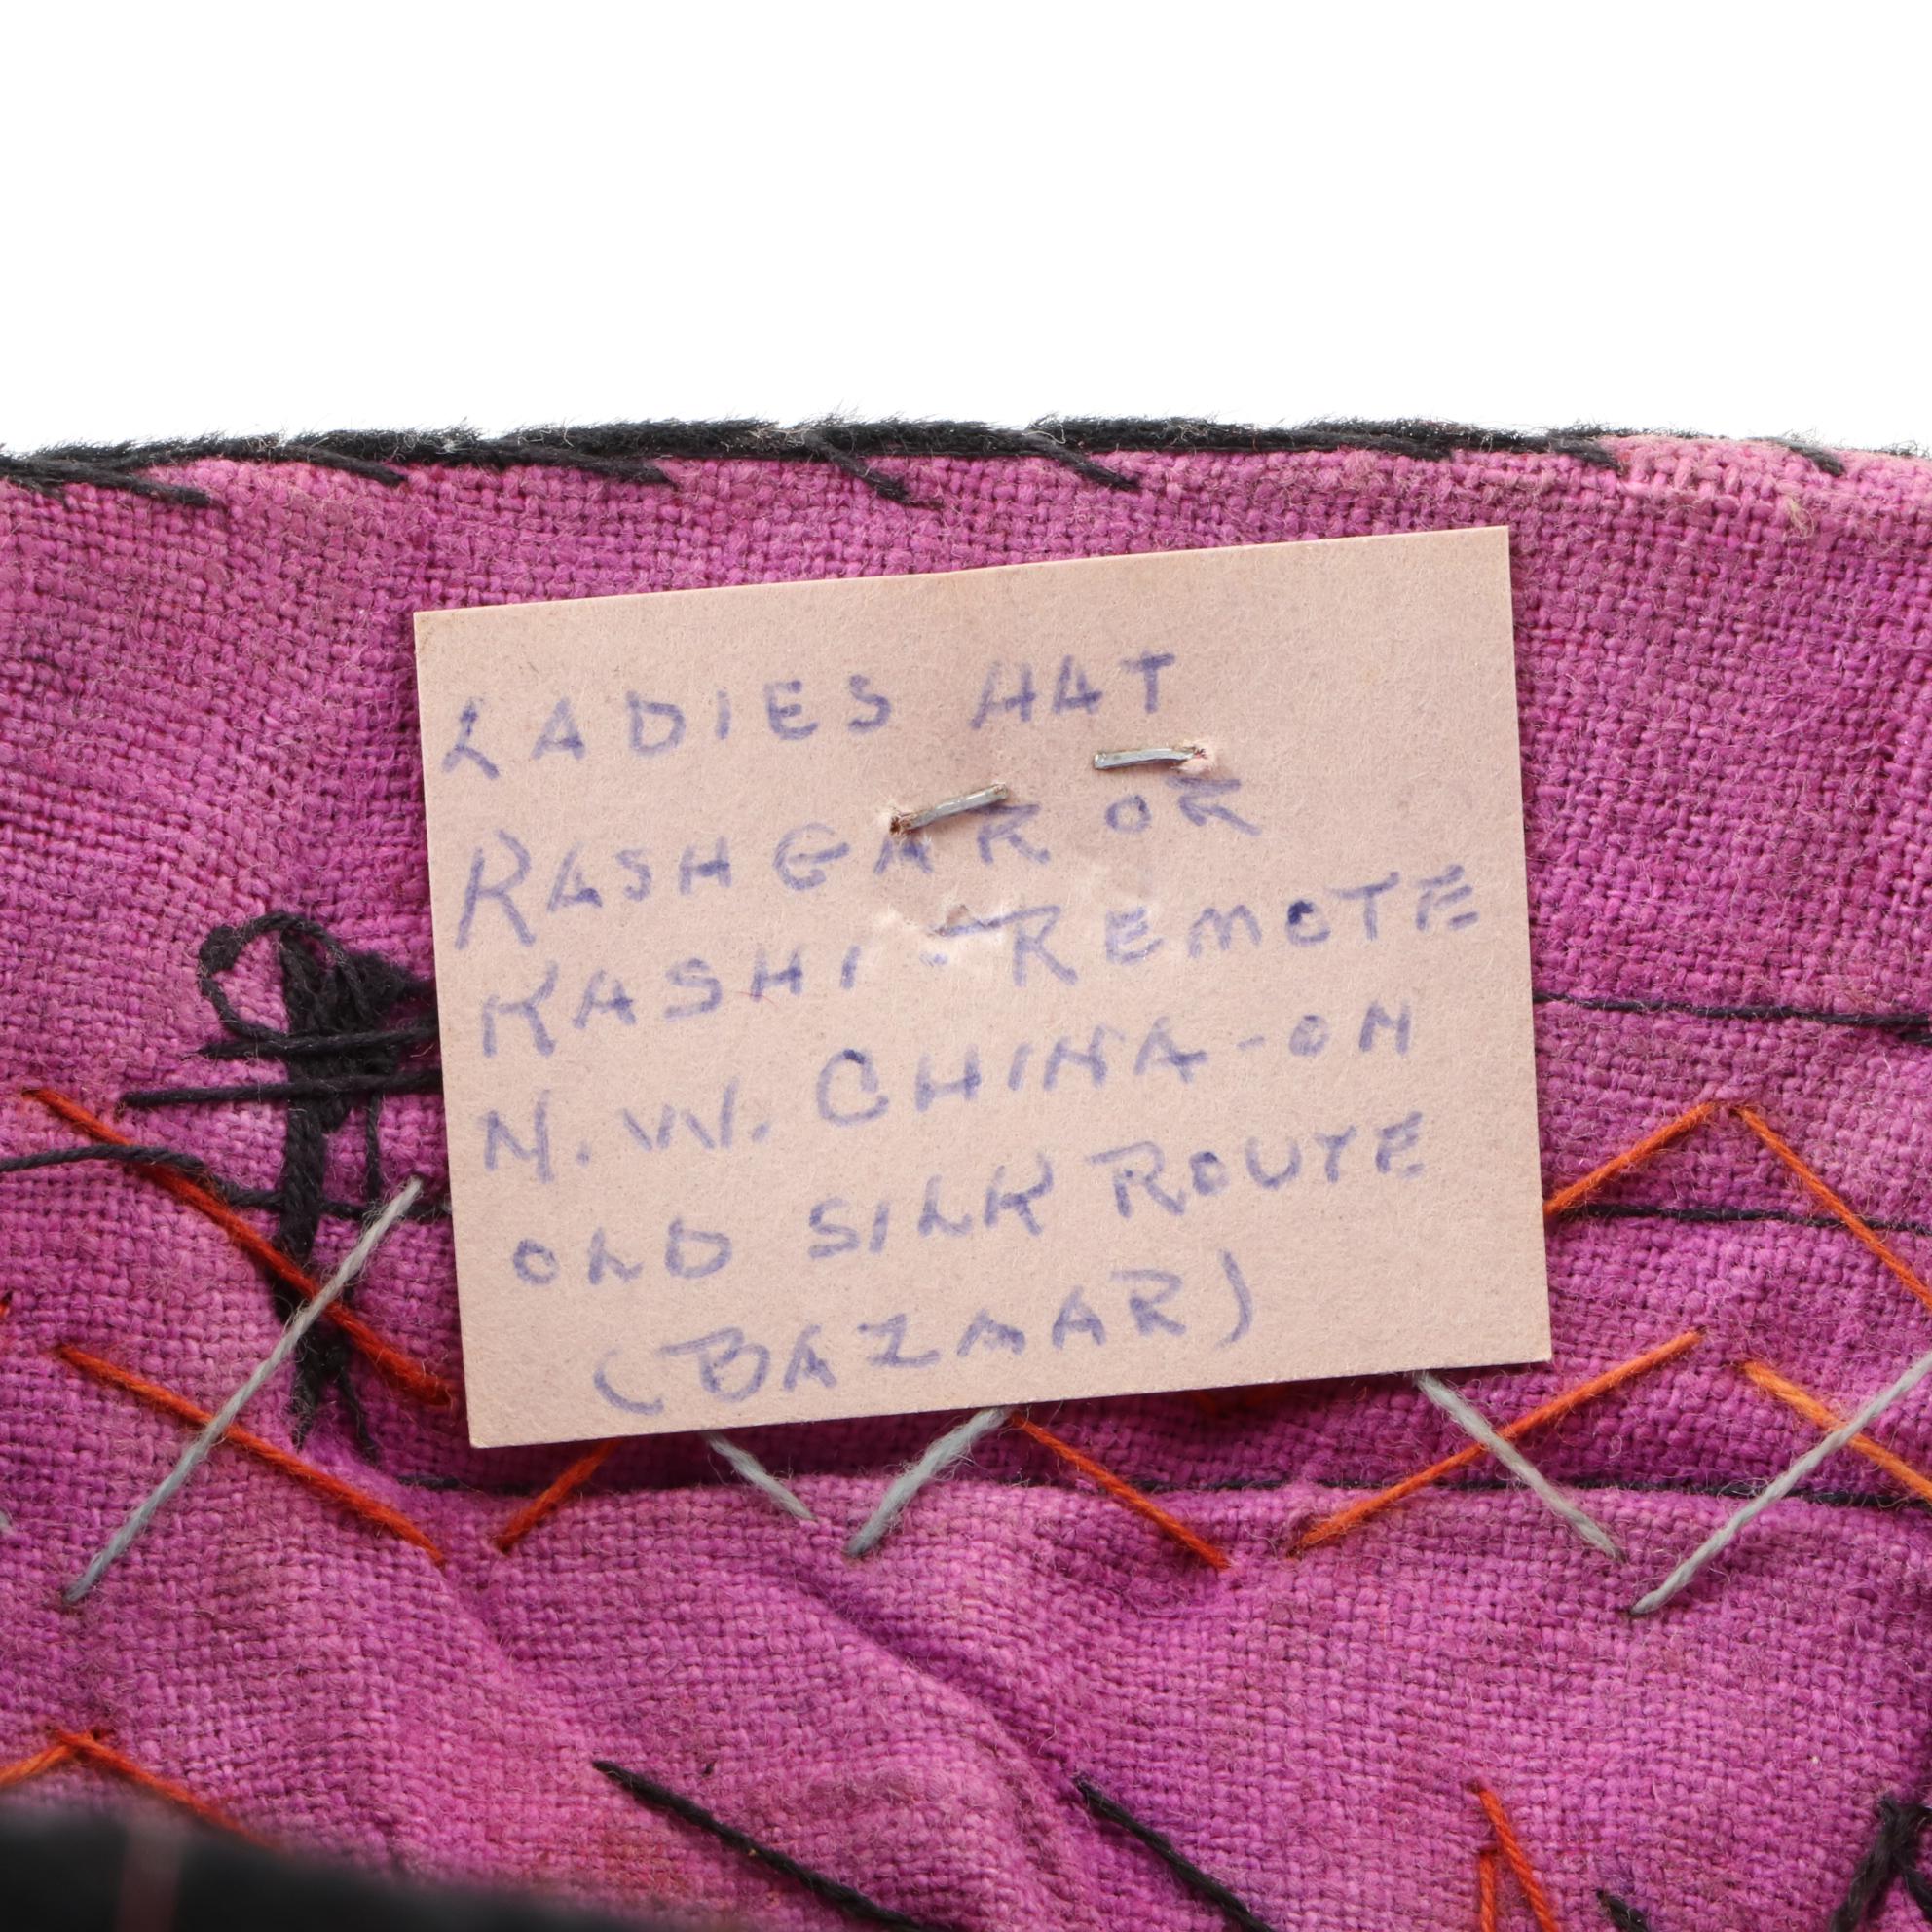 LADIES HAT
KASHGAR OR
KASHI - REMOTE
N.W. CHINA - ON
OLD SILK ROUTE
(BAZAAR)